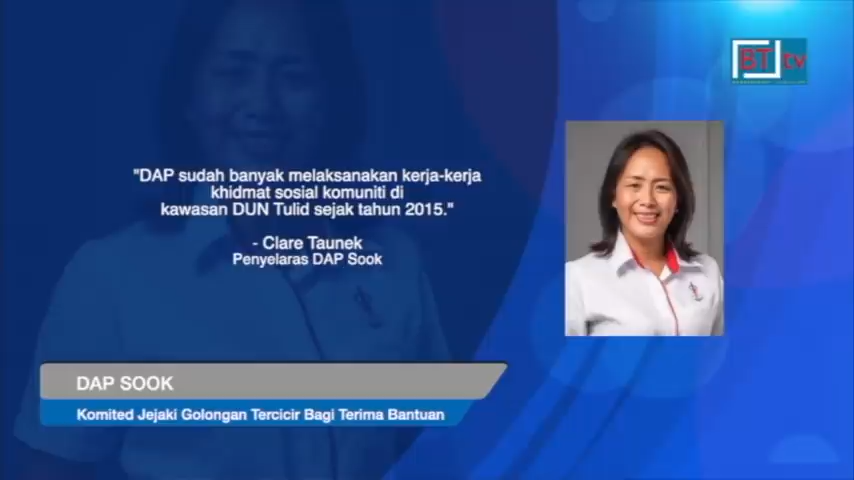 BT tv
"DAP sudah banyak melaksanakan kerja-kerja
khidmat sosial komuniti di
kawasan DUN Tulid sejak tahun 2015."
- Clare Taunek
Penyelaras DAP Sook
DAP SOOK
Komited Jejaki Golongan Tercicir Bagi Terima Bantuan